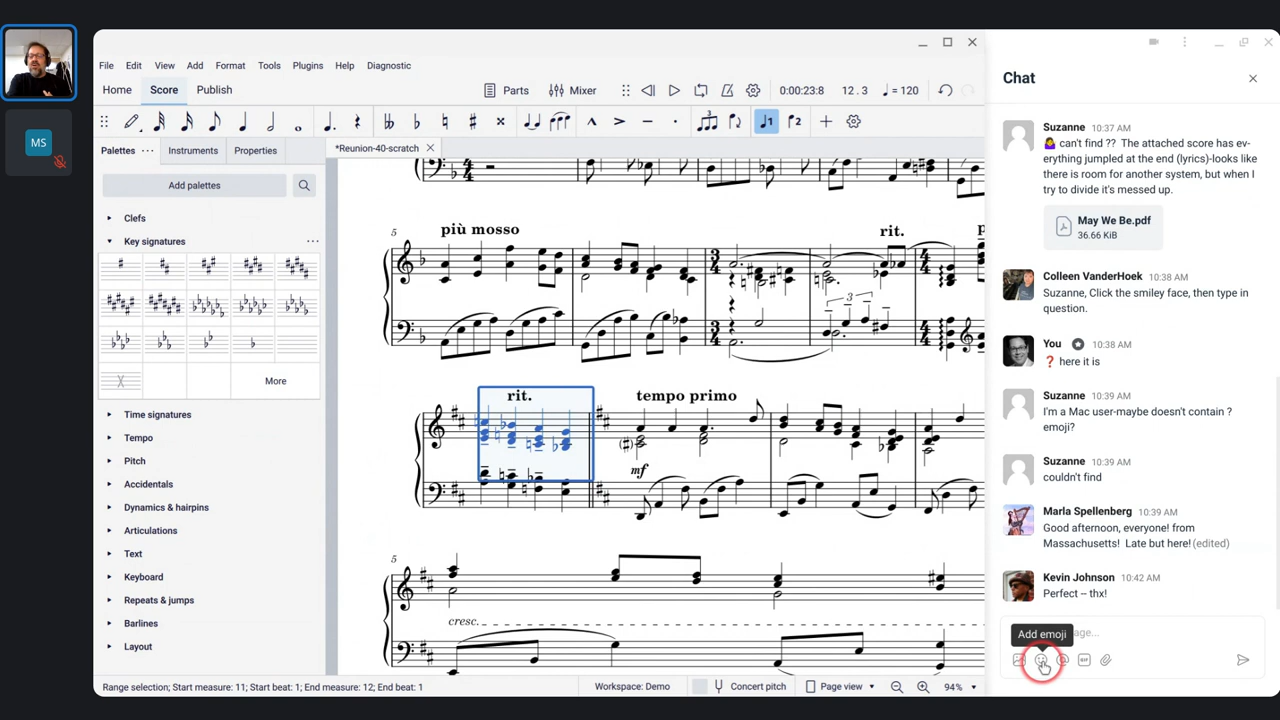 MS
File Edit View Add Format Tools Plugins Help Diagnostic
Home Score Publish
Parts Mixer 0:00:23:8 12 . 3 = 120
Palettes Instruments Properties
*Reunion-40-scratch
Add palettes
Clefs
Key signatures
More
Time signatures
Tempo
Pitch
Accidentals
Dynamics & hairpins
Articulations
Text
Keyboard
Repeats & jumps
Barlines
Layout
5
più mosso
rit.
p
3
rit.
tempo primo
mf
5
cresc.
Range selection; Start measure: 11; Start beat: 1; End measure: 12; End beat: 1
Workspace: Demo
Concert pitch
Page view
94%
Chat
Suzanne 10:37 AM
🤷‍♀️ can't find ?? The attached score has ev-
erything jumped at the end (lyrics)-looks like
there is room for another system, but when I
try to divide it's messed up.
May We Be.pdf
36.66 KiB
Colleen VanderHoek 10:38 AM
Suzanne, Click the smiley face, then type in
question.
You 10:38 AM
❓ here it is
Suzanne 10:39 AM
I'm a Mac user-maybe doesn't contain ?
emoji?
Suzanne 10:39 AM
couldn't find
Marla Spellenberg 10:39 AM
Good afternoon, everyone! from
Massachusetts! Late but here! (edited)
Kevin Johnson 10:42 AM
Perfect -- thx!
Add emoji
GIF